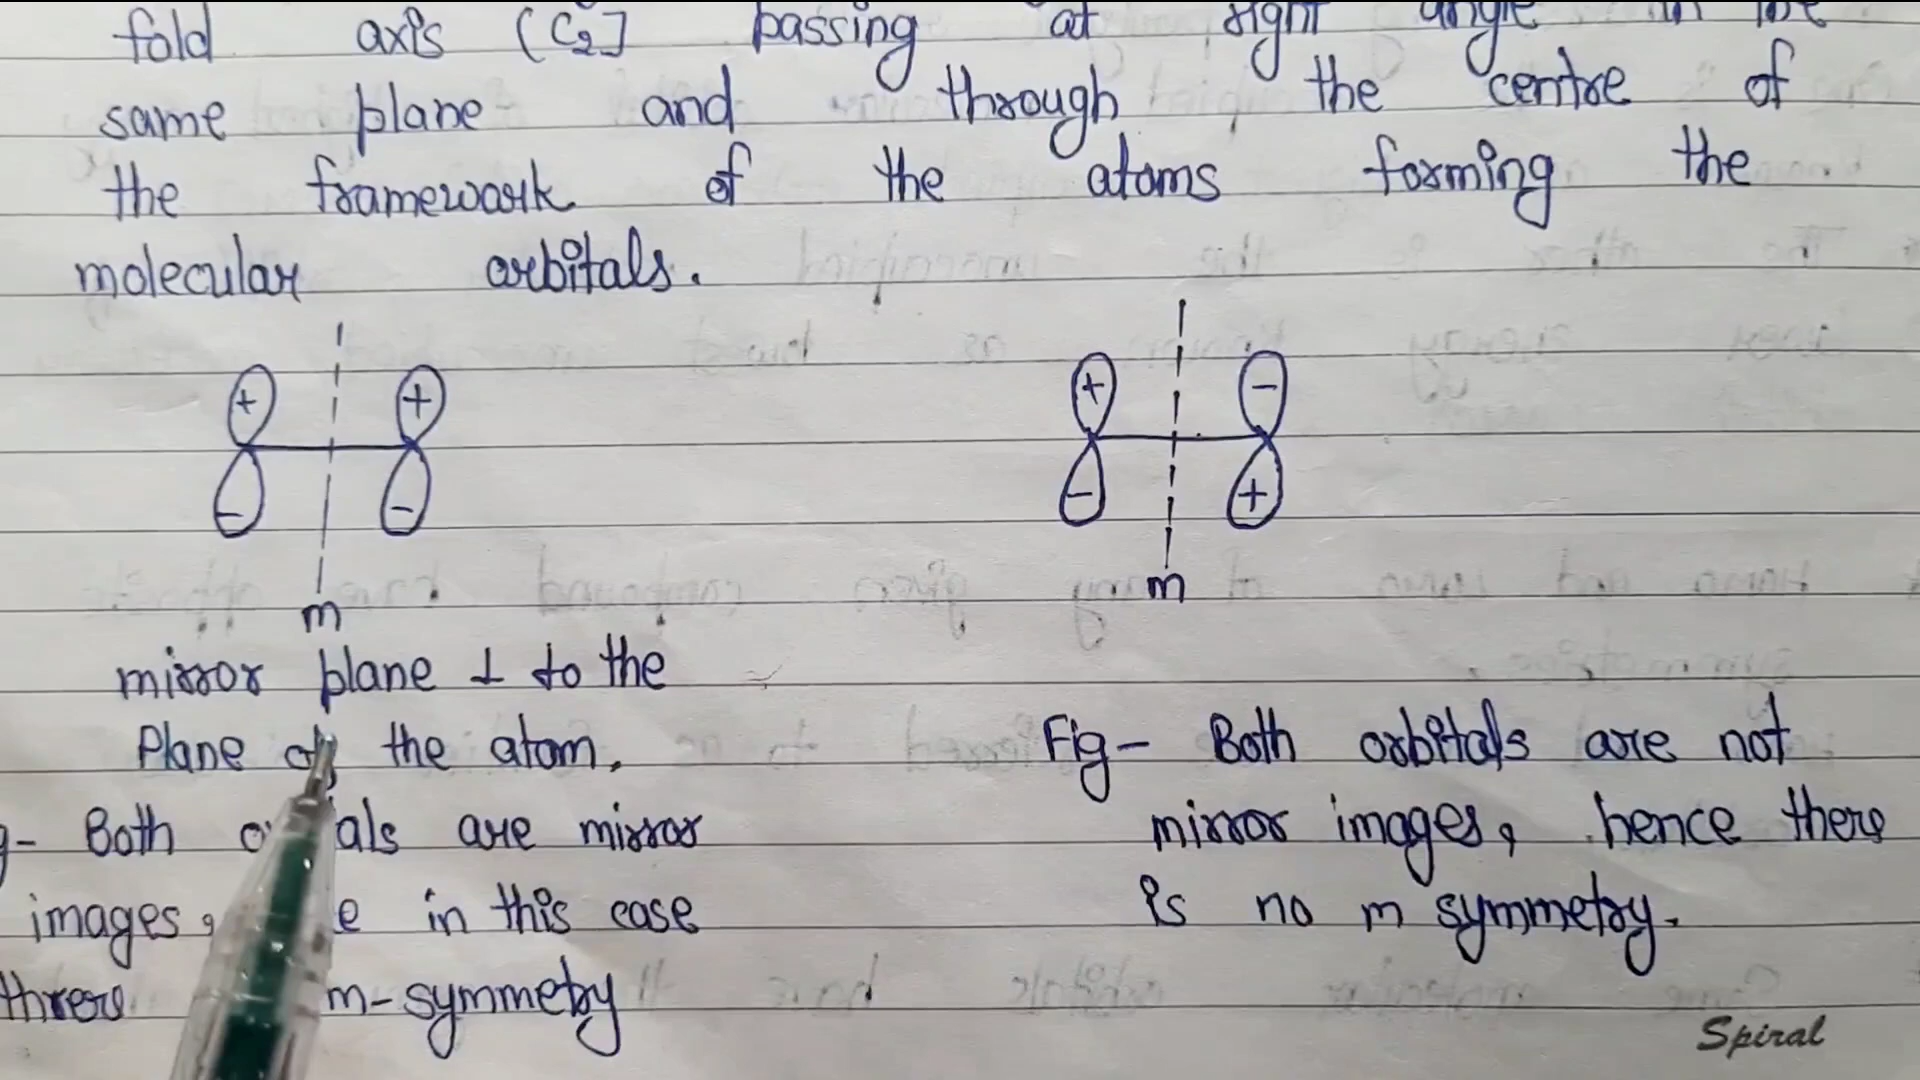 fold axis (C2] passing at right angle in the
same plane and through the centre of
the framework of the atoms forming the
molecular orbitals.
+ +
- -
m
+ -
- +
m
mirror plane ⊥ to the
Plane of the atom.
Both als are mirror
images, e in this case
threre m-symmetry
Fig- Both orbitals are not
mirror images, hence there
is no m symmetry.
Spiral